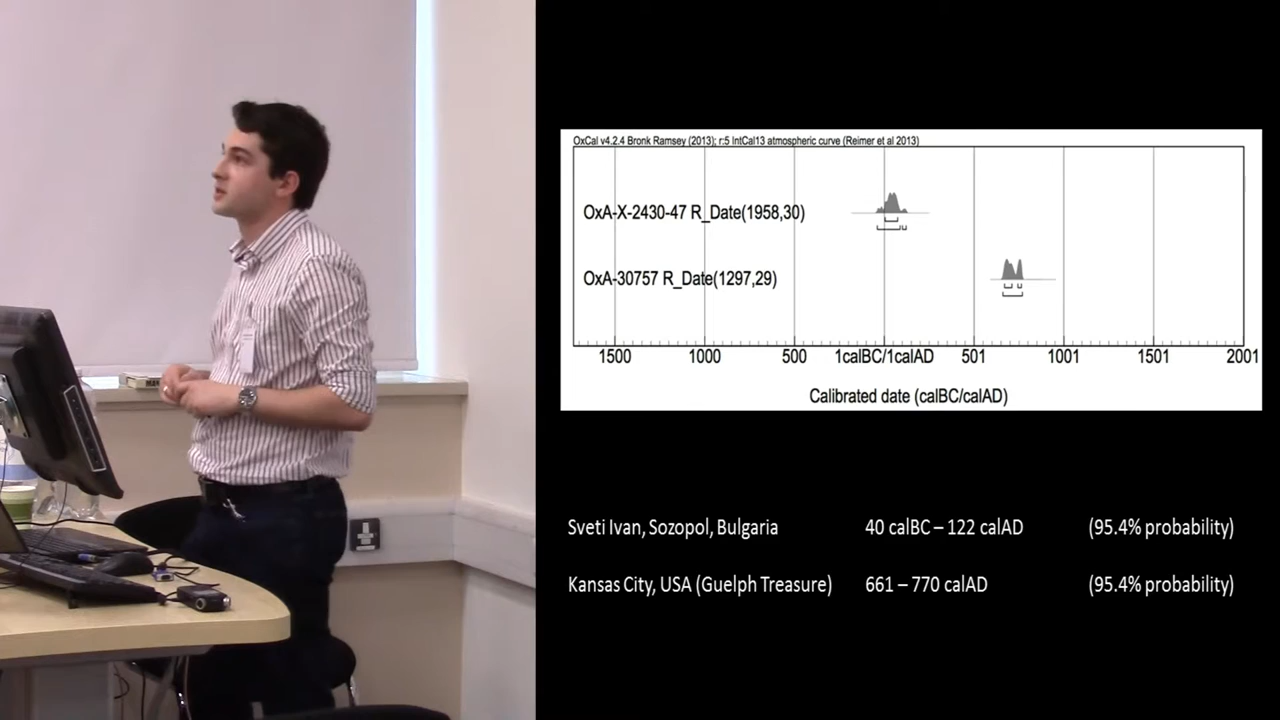 OxCal v4.2.4 Bronk Ramsey (2013); r:5 IntCal13 atmospheric curve (Reimer et al 2013)
OxA-X-2430-47 R_Date(1958,30)
OxA-30757 R_Date(1297,29)
1500 1000 500 1calBC/1calAD 501 1001 1501 2001
Calibrated date (calBC/calAD)
Sveti Ivan, Sozopol, Bulgaria 40 calBC – 122 calAD (95.4% probability)
Kansas City, USA (Guelph Treasure) 661 – 770 calAD (95.4% probability)